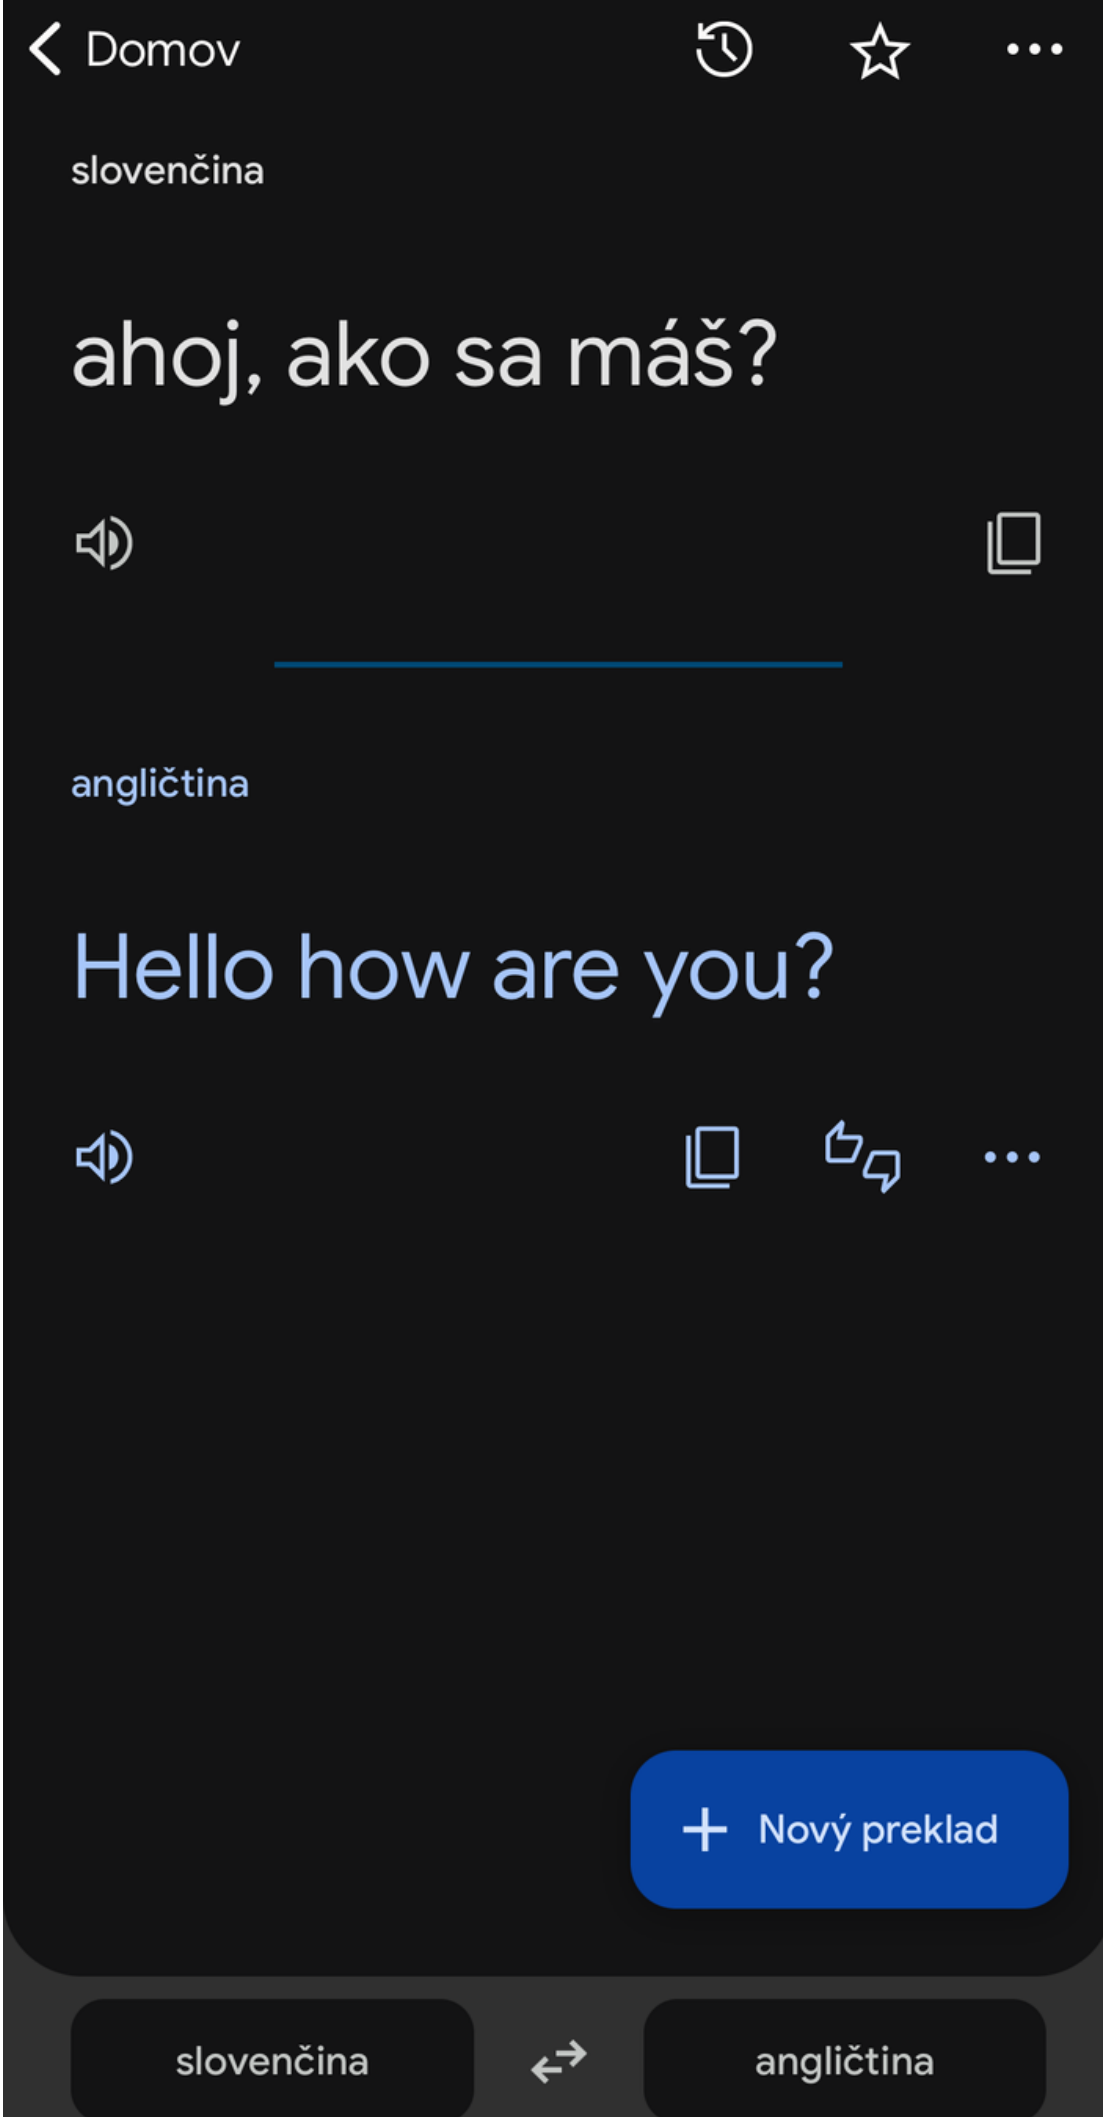 Domov
slovenčina
ahoj, ako sa máš?
angličtina
Hello how are you?
Nový preklad
slovenčina
angličtina